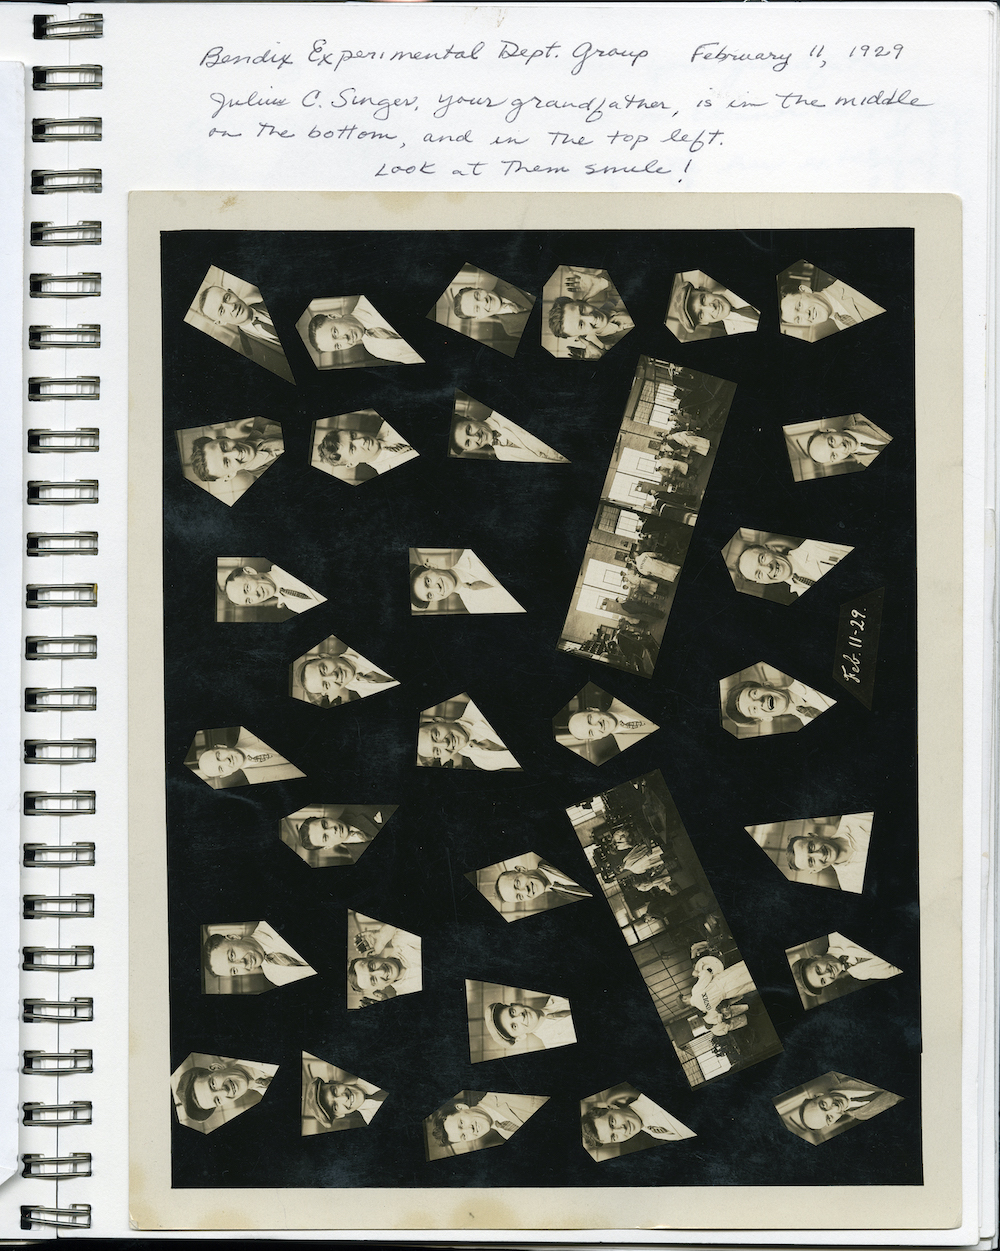 Bendix Experimental Dept. Group February 11, 1929
Julius C. Singer, your grandfather, is in the middle
on the bottom, and in the top left.
Look at them smile!
Feb. 11-29.